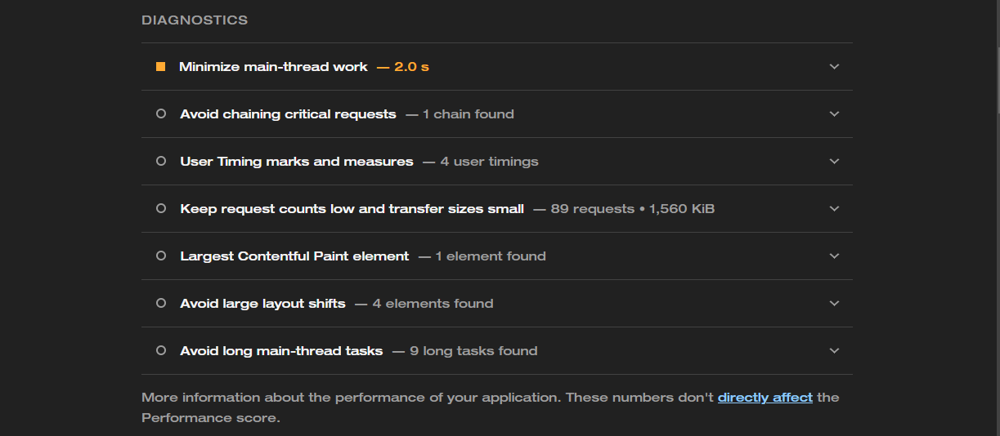 DIAGNOSTICS
Minimize main-thread work — 2.0 s
Avoid chaining critical requests — 1 chain found
User Timing marks and measures — 4 user timings
Keep request counts low and transfer sizes small — 89 requests • 1,560 KiB
Largest Contentful Paint element — 1 element found
Avoid large layout shifts — 4 elements found
Avoid long main-thread tasks — 9 long tasks found
More information about the performance of your application. These numbers don't directly affect the
Performance score.